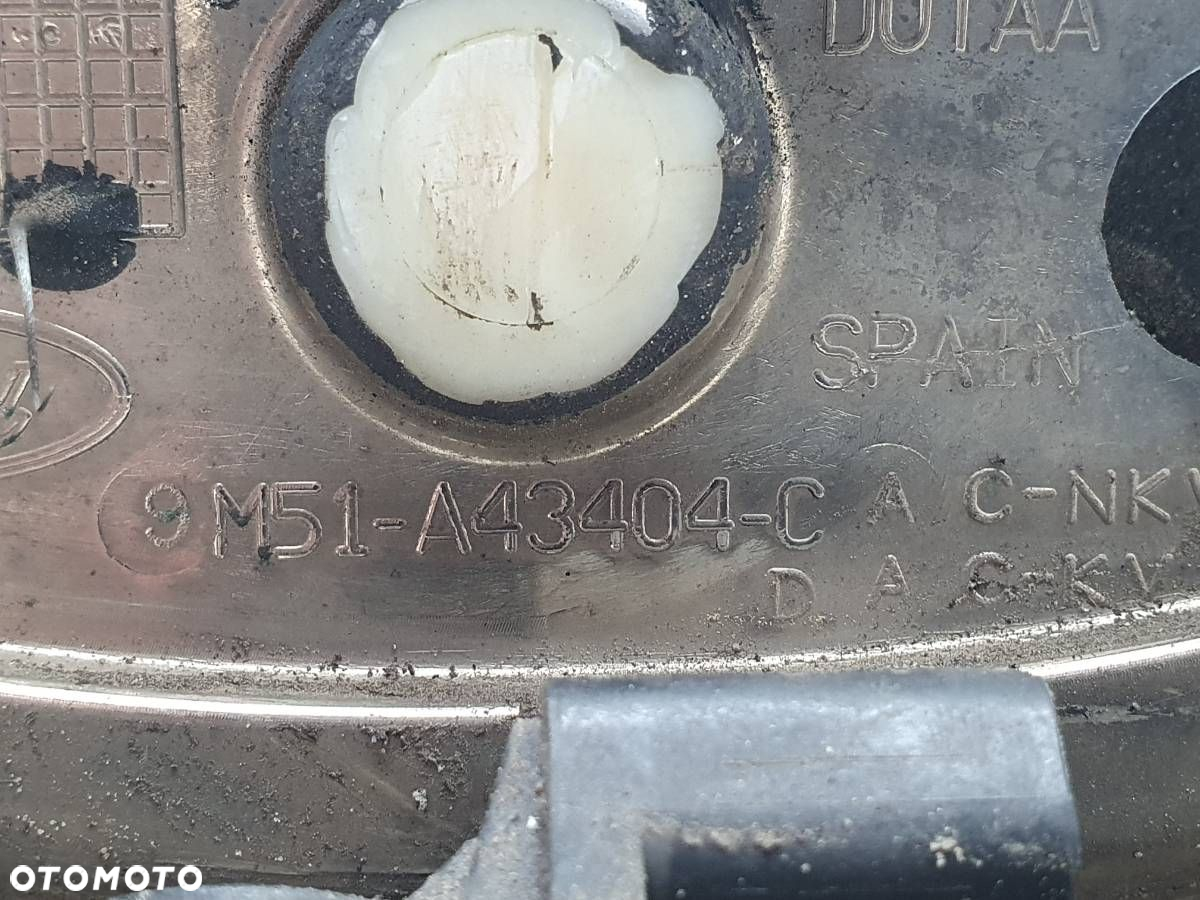 DUTAA
SPAIN
9M51-A43404-C A C-NKV
D A C-KV
OTOMOTO